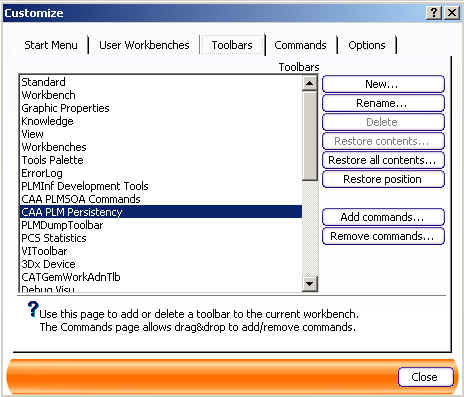 Customize
Start Menu User Workbenches Toolbars Commands Options
Toolbars
Standard
Workbench
Graphic Properties
Knowledge
View
Workbenches
Tools Palette
ErrorLog
PLMInf Development Tools
CAA PLMSOA Commands
CAA PLM Persistency
PLMDumpToolbar
PCS Statistics
VIToolbar
3Dx Device
CATGemWorkAdnTlb
Debug Visu
New...
Rename...
Delete
Restore contents...
Restore all contents...
Restore position
Add commands...
Remove commands...
Use this page to add or delete a toolbar to the current workbench.
The Commands page allows drag&drop to add/remove commands.
Close